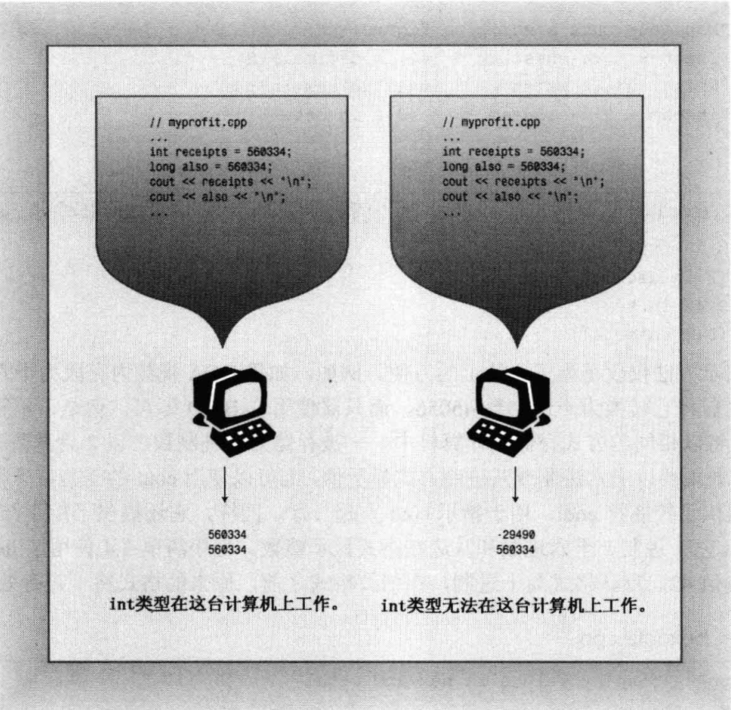 // myprofit.cpp
...
int receipts = 560334;
long also = 560334;
cout << receipts << "\n";
cout << also << "\n";
...
560334
560334
int类型在这台计算机上工作。
// myprofit.cpp
...
int receipts = 560334;
long also = 560334;
cout << receipts << "\n";
cout << also << "\n";
...
-29490
560334
int类型无法在这台计算机上工作。